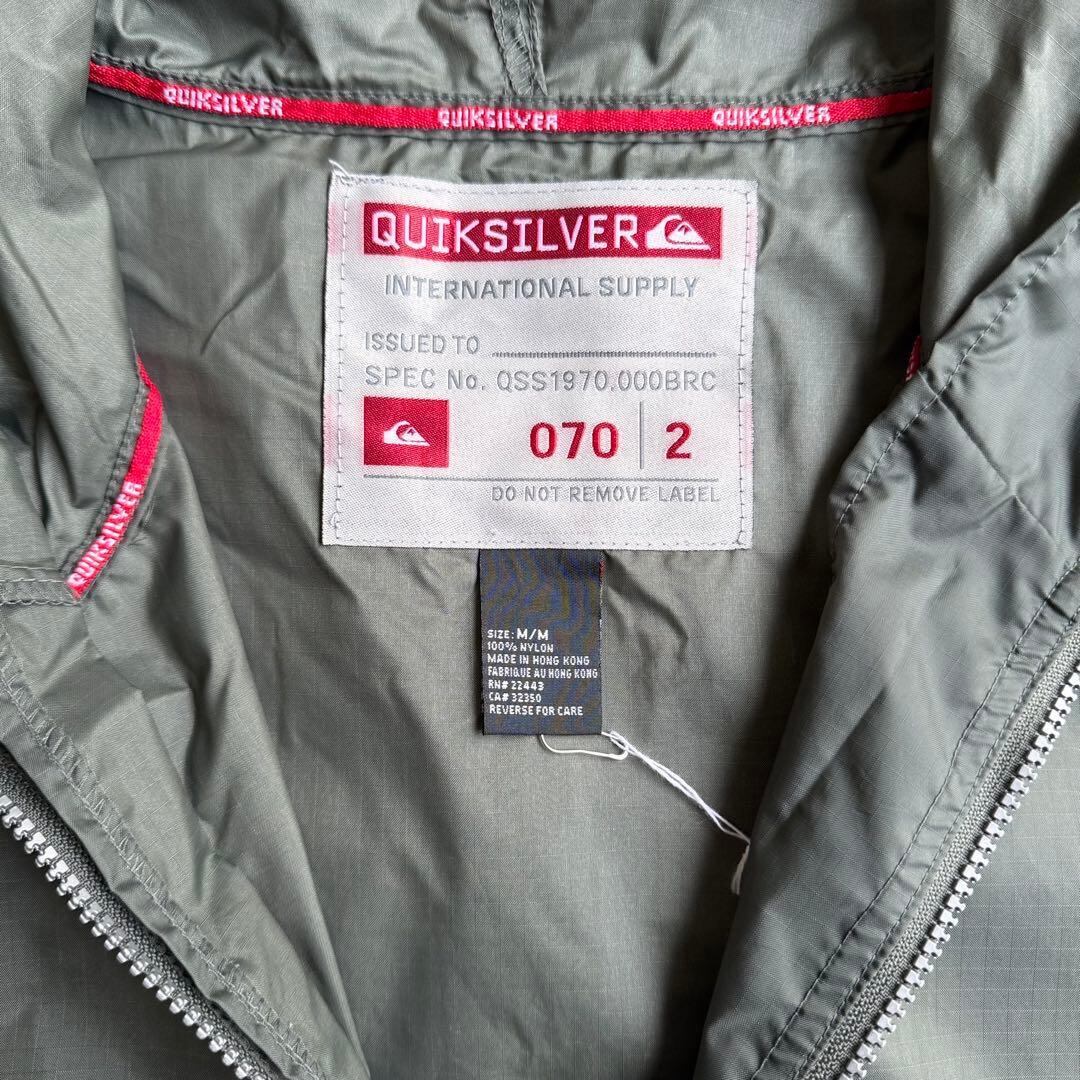 QUIKSILVER QUIKSILVER QUIKSILVER
QUIKSILVER
INTERNATIONAL SUPPLY
ISSUED TO
SPEC No. QSS1970.000BRC
070 2
DO NOT REMOVE LABEL
QUIKSILVER
SIZE: M/M
100% NYLON
MADE IN HONG KONG
FABRIQUE AU HONG KONG
RN# 22443
CA# 32350
REVERSE FOR CARE